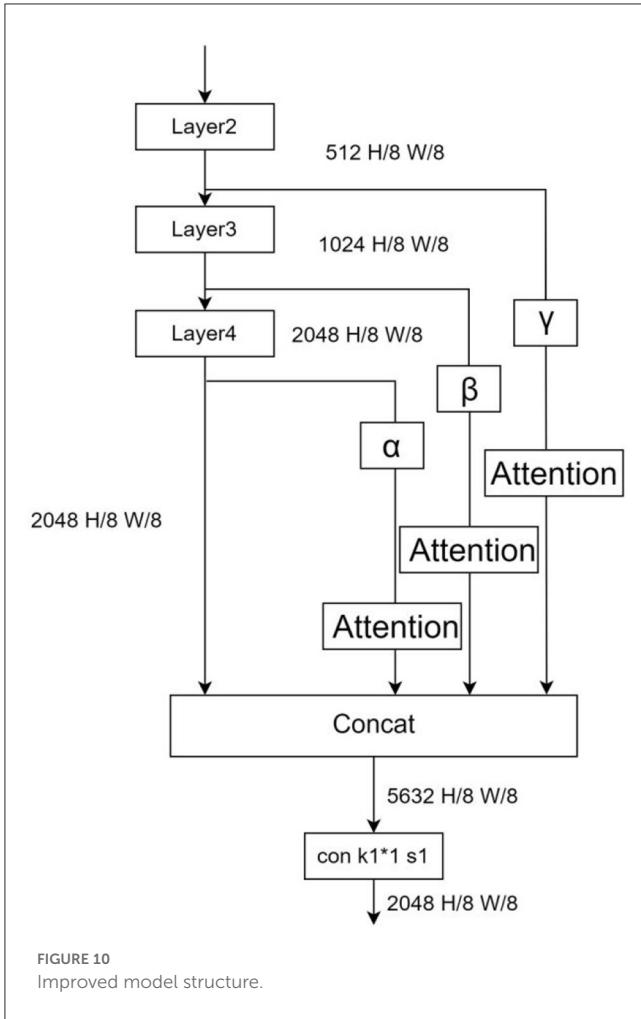 Layer2
512 H/8 W/8
Layer3
1024 H/8 W/8
γ
Layer4
2048 H/8 W/8
β
α
Attention
2048 H/8 W/8
Attention
Attention
Concat
5632 H/8 W/8
con k1*1 s1
2048 H/8 W/8
FIGURE 10
Improved model structure.